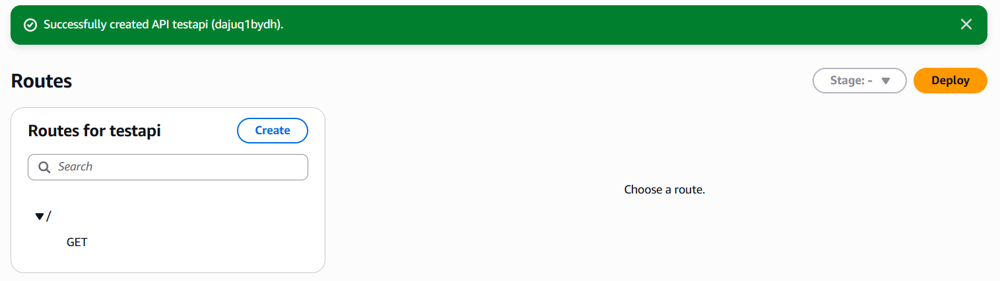 Successfully created API testapi (dajuq1bydh).
Routes
Stage: -
Deploy
Routes for testapi
Create
Search
Choose a route.
/
GET